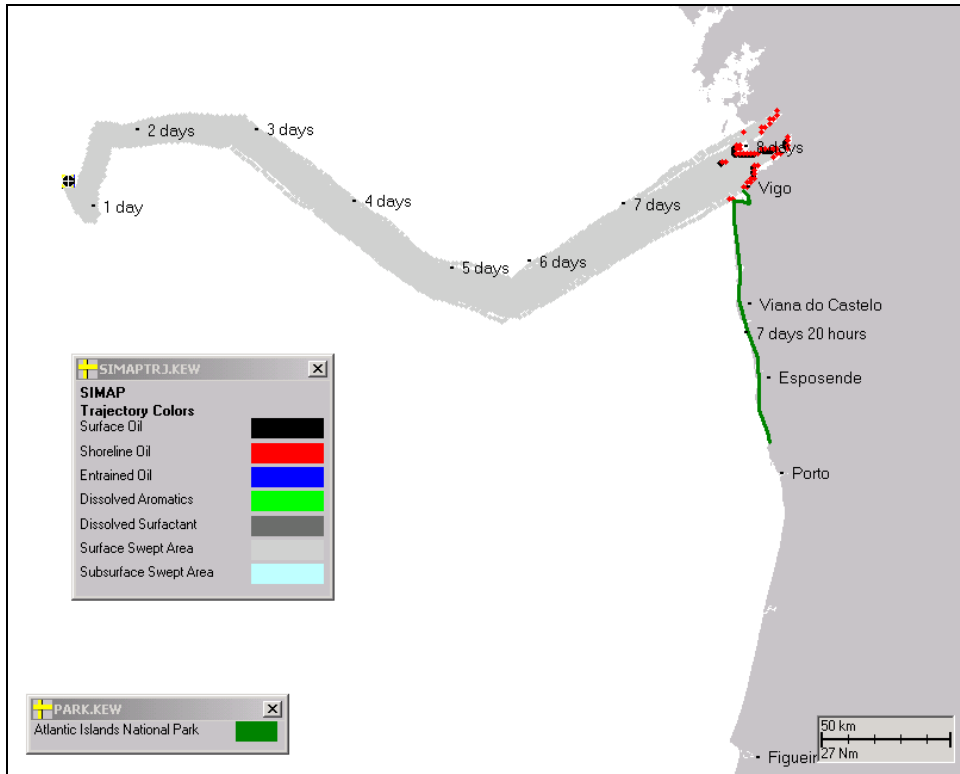 2 days
3 days
8 days
1 day
4 days
7 days
Vigo
5 days
6 days
Viana do Castelo
7 days 20 hours
Esposende
Porto
SIMAPTRJ.KEW
SIMAP
Trajectory Colors
Surface Oil
Shoreline Oil
Entrained Oil
Dissolved Aromatics
Dissolved Surfactant
Surface Swept Area
Subsurface Swept Area
PARK.KEW
Atlantic Islands National Park
50 km
27 Nm
Figueir